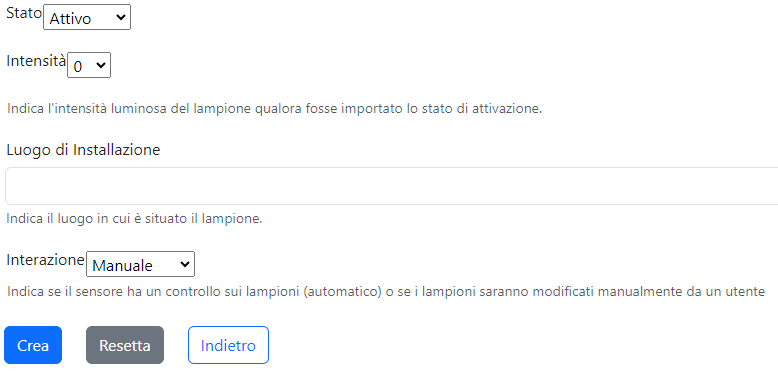 Stato Attivo
Intensità 0
Indica l'intensità luminosa del lampione qualora fosse importato lo stato di attivazione.
Luogo di Installazione
Indica il luogo in cui è situato il lampione.
Interazione Manuale
Indica se il sensore ha un controllo sui lampioni (automatico) o se i lampioni saranno modificati manualmente da un utente
Crea Resetta Indietro